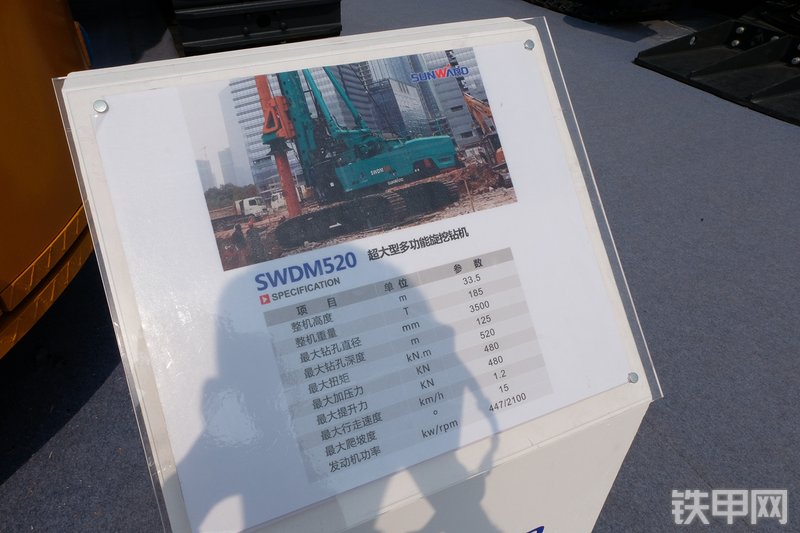 SUNWARD
SWDM
SUNWARD
SWDM520 超大型多功能旋挖钻机
SPECIFICATION
项 目 单 位 参 数
整机高度 m 33.5
整机重量 T 185
最大钻孔直径 mm 3500
最大钻孔深度 m 125
最大扭矩 kN.m 520
最大加压力 KN 480
最大提升力 KN 480
最大行走速度 km/h 1.2
最大爬坡度 ° 15
发动机功率 kw/rpm 447/2100
铁甲网